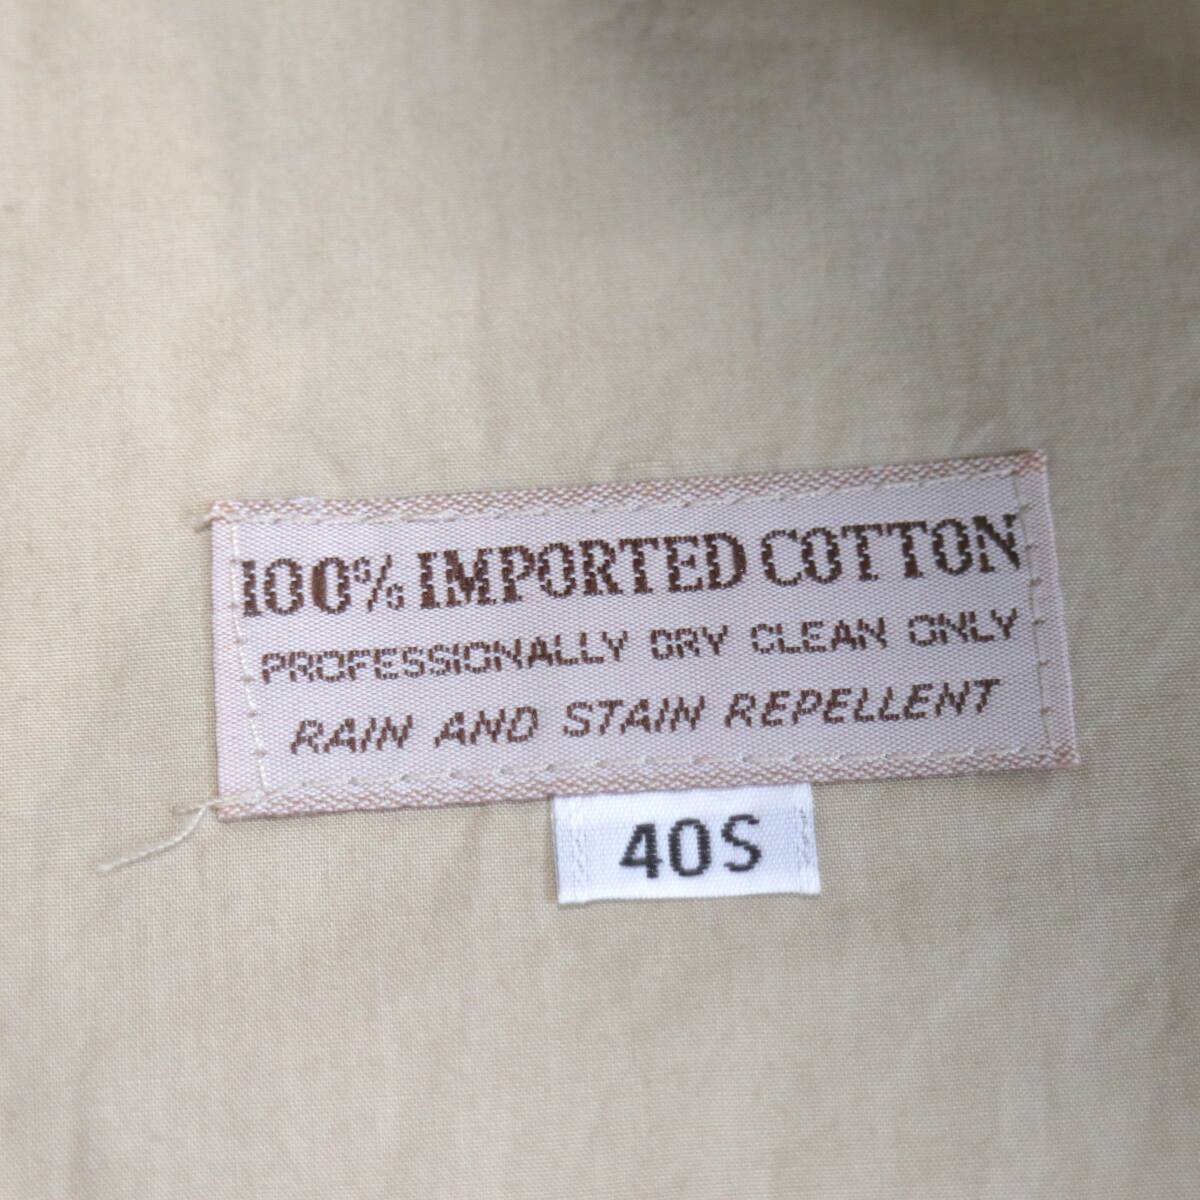 100% IMPORTED COTTON
PROFESSIONALLY DRY CLEAN ONLY
RAIN AND STAIN REPELLENT
40S